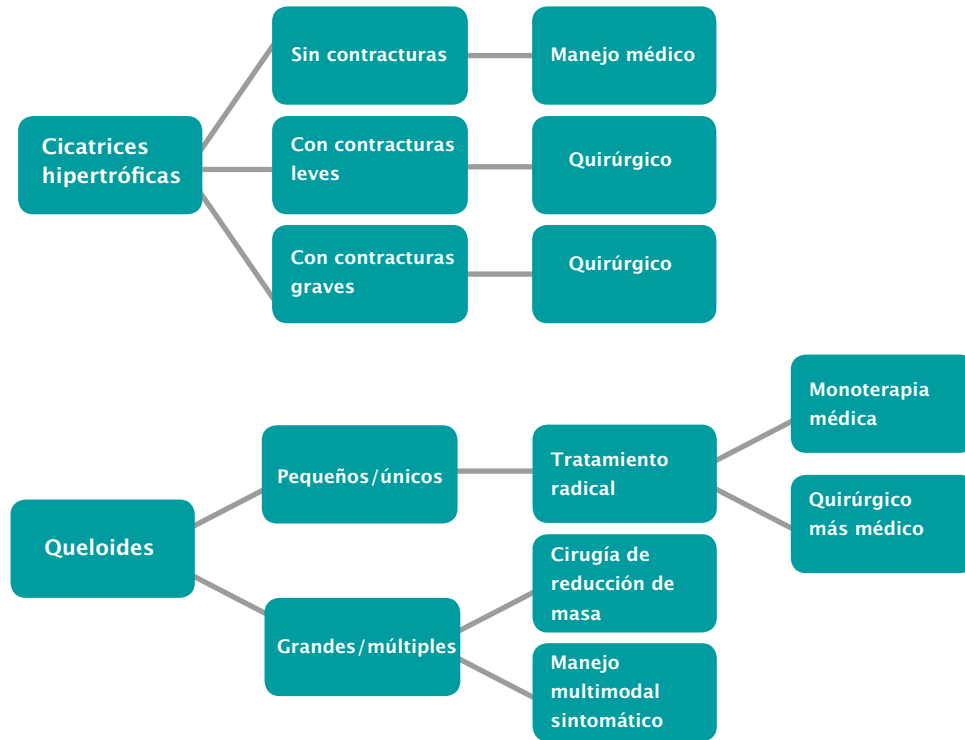 Cicatrices
hipertróficas
Sin contracturas
Manejo médico
Con contracturas
leves
Quirúrgico
Con contracturas
graves
Quirúrgico
Queloides
Pequeños/únicos
Tratamiento
radical
Monoterapia
médica
Quirúrgico
más médico
Grandes/múltiples
Cirugía de
reducción de
masa
Manejo
multimodal
sintomático